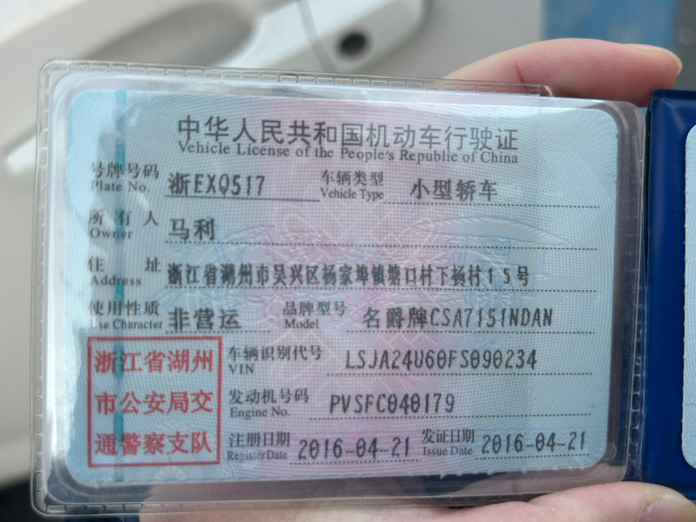 中华人民共和国机动车行驶证
Vehicle License of the People's Republic of China
号牌号码 浙EXQ517 车辆类型 小型轿车
Plate No. Vehicle Type
所有人 马利
Owner
住址 浙江省湖州市吴兴区杨家埠镇塘口村下杨村15号
Address
使用性质 非营运 品牌型号 名爵牌CSA7151NDAN
Use Character Model
浙江省湖州
市公安局交
通警察支队
车辆识别代号 LSJA24U60FS090234
VIN
发动机号码 PVSFC040179
Engine No.
注册日期 2016-04-21 发证日期 2016-04-21
Register Date Issue Date